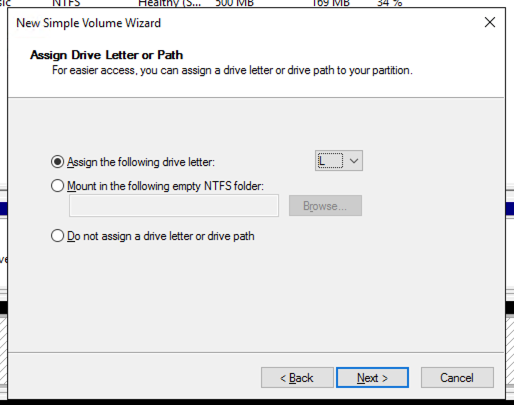 NTFS Healthy (S... 500 MB 169 MB 34 %
New Simple Volume Wizard
Assign Drive Letter or Path
For easier access, you can assign a drive letter or drive path to your partition.
Assign the following drive letter: L
Mount in the following empty NTFS folder:
Browse...
Do not assign a drive letter or drive path
< Back Next > Cancel